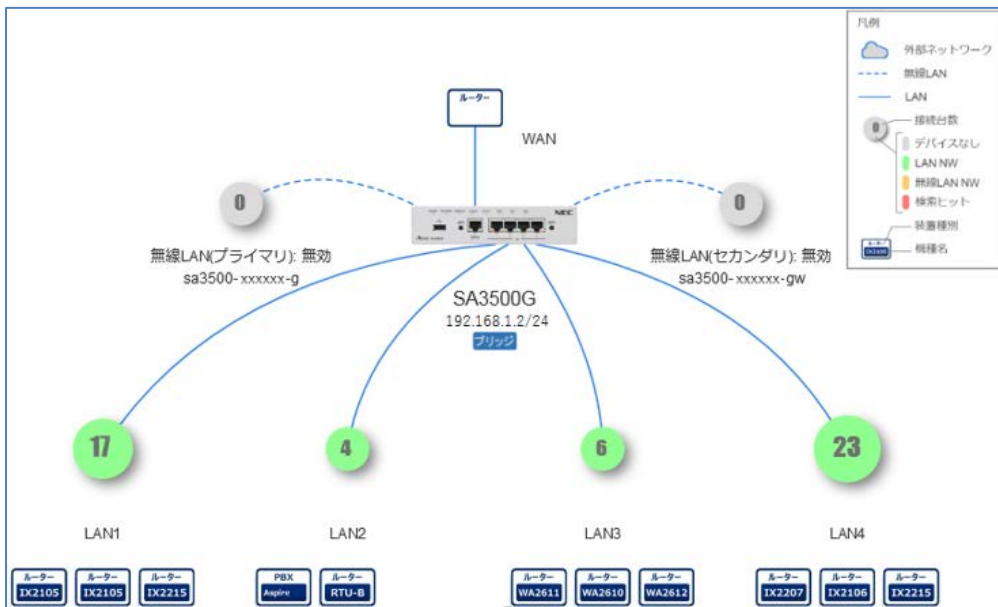 凡例
外部ネットワーク
無線LAN
LAN
0 接続台数
デバイスなし
LAN NW
無線LAN NW
検索ヒット
装置種別
ルーター
IX2105 機種名
ルーター
WAN
0
0
NEC
無線LAN(プライマリ): 無効
sa3500-xxxxxx-g
無線LAN(セカンダリ): 無効
sa3500-xxxxxx-gw
SA3500G
192.168.1.2/24
ブリッジ
17
4
6
23
LAN1
LAN2
LAN3
LAN4
ルーター ルーター ルーター PBX ルーター ルーター ルーター ルーター ルーター ルーター ルーター
IX2105 IX2105 IX2215 Aspire RTU-B WA2611 WA2610 WA2612 IX2207 IX2106 IX2215